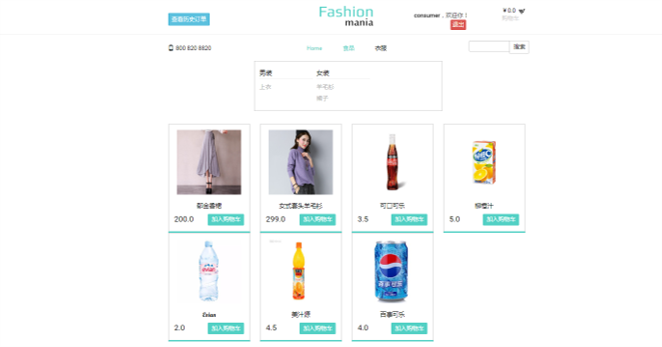 查看历史订单
Fashion
mania
consumer，欢迎你！
退出
¥0.0
购物车
800 820 8820
Home
食品
衣服
搜索
男装 女装
上衣 羊毛衫
裙子
郁金香裙
200.0 加入购物车
女式套头羊毛衫
299.0 加入购物车
可口可乐
3.5 加入购物车
柳橙汁
5.0 加入购物车
Evian
2.0 加入购物车
果汁源
4.5 加入购物车
百事可乐
4.0 加入购物车